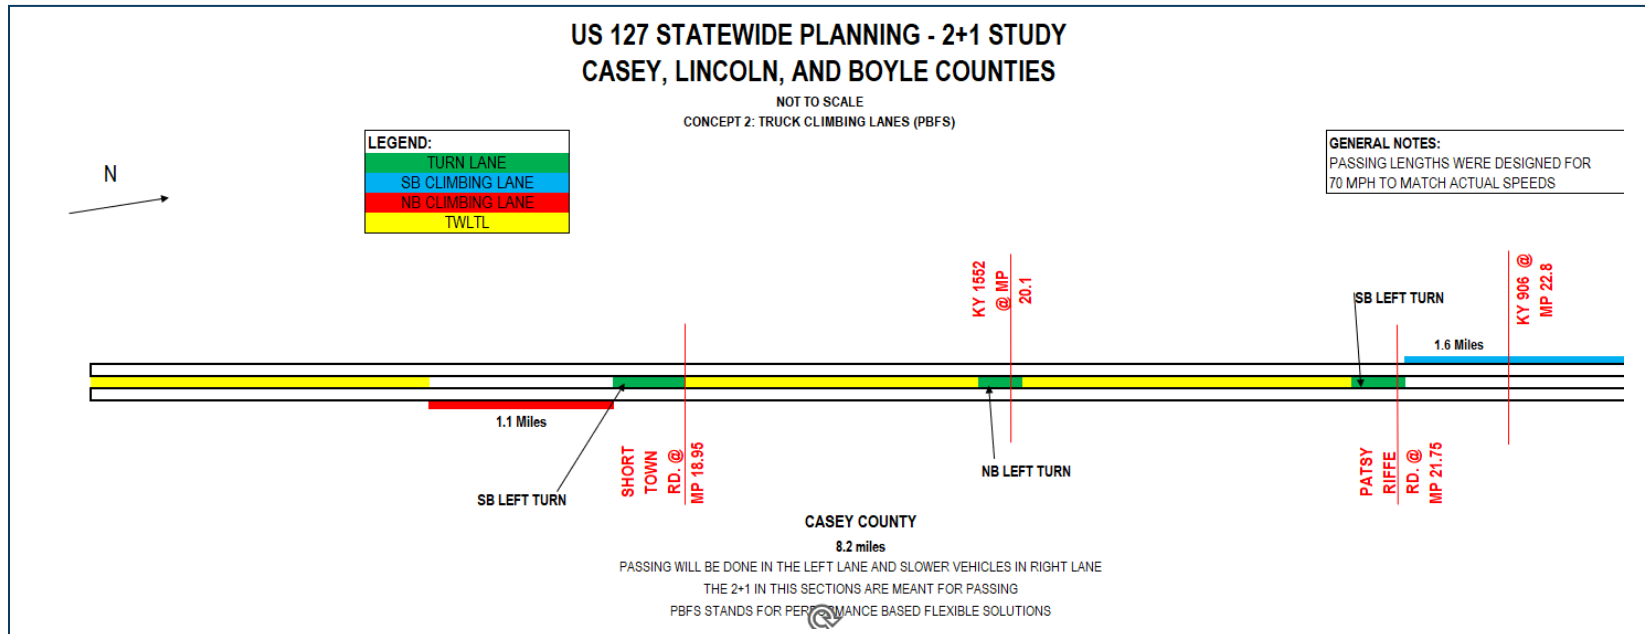 US 127 STATEWIDE PLANNING - 2+1 STUDY
CASEY, LINCOLN, AND BOYLE COUNTIES
NOT TO SCALE
CONCEPT 2: TRUCK CLIMBING LANES (PBFS)
LEGEND:
TURN LANE
SB CLIMBING LANE
NB CLIMBING LANE
TWLTL
GENERAL NOTES:
PASSING LENGTHS WERE DESIGNED FOR
70 MPH TO MATCH ACTUAL SPEEDS
N
KY 1552
@ MP
20.1
SB LEFT TURN
KY 906 @
MP 22.8
1.6 Miles
1.1 Miles
SB LEFT TURN
SHORT
TOWN
RD. @
MP 18.95
NB LEFT TURN
PATSY
RIFFE
RD. @
MP 21.75
CASEY COUNTY
8.2 miles
PASSING WILL BE DONE IN THE LEFT LANE AND SLOWER VEHICLES IN RIGHT LANE
THE 2+1 IN THIS SECTIONS ARE MEANT FOR PASSING
PBFS STANDS FOR PERFORMANCE BASED FLEXIBLE SOLUTIONS